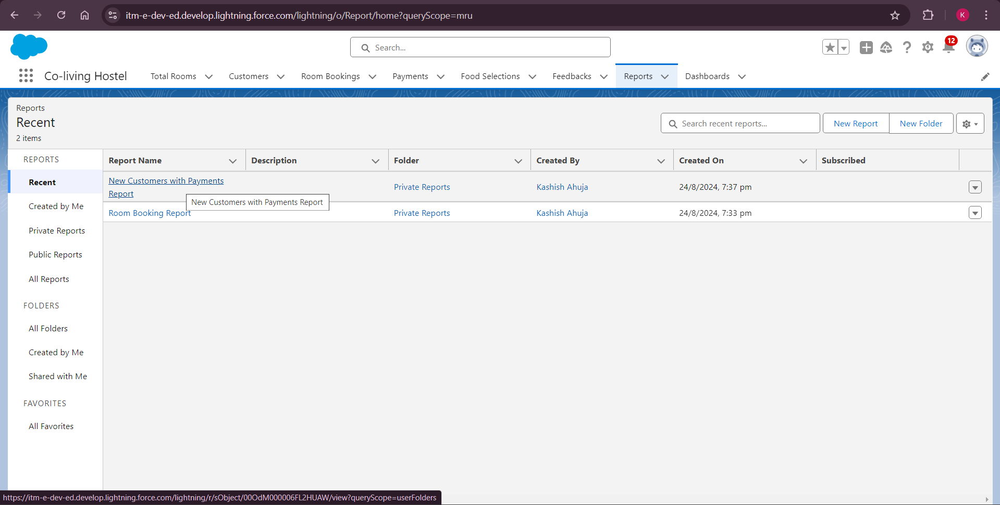 itm-e-dev-ed.develop.lightning.force.com/lightning/o/Report/home?queryScope=mru
K
Search...
12
Co-living Hostel
Total Rooms
Customers
Room Bookings
Payments
Food Selections
Feedbacks
Reports
Dashboards
Reports
Recent
2 items
Search recent reports...
New Report
New Folder
REPORTS
Recent
Created by Me
Private Reports
Public Reports
All Reports
FOLDERS
All Folders
Created by Me
Shared with Me
FAVORITES
All Favorites
Report Name
Description
Folder
Created By
Created On
Subscribed
New Customers with Payments
Report
Private Reports
Kashish Ahuja
24/8/2024, 7:37 pm
New Customers with Payments Report
Room Booking Report
Private Reports
Kashish Ahuja
24/8/2024, 7:33 pm
https://itm-e-dev-ed.develop.lightning.force.com/lightning/r/sObject/00OdM000006FL2HUAW/view?queryScope=userFolders